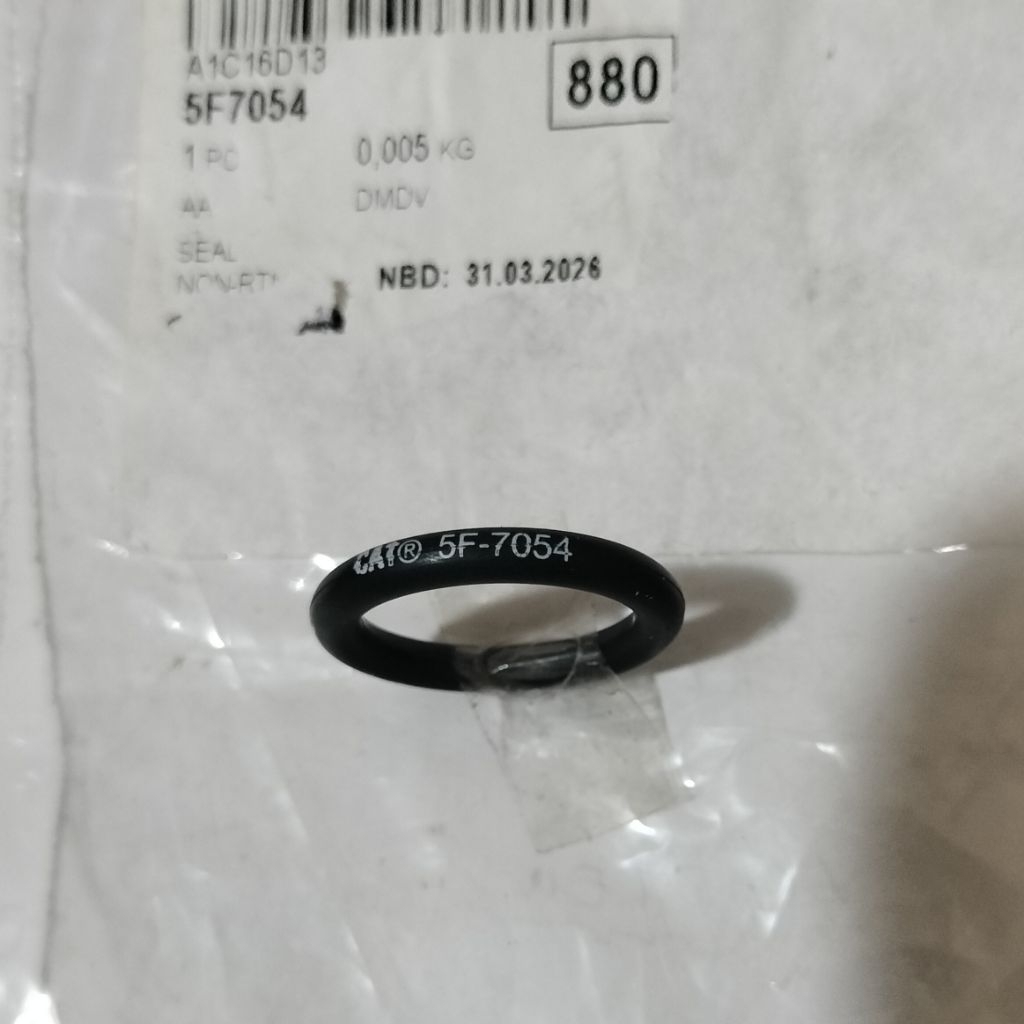 A1C16D13
5F7054
880
1 PC
0,005 KG
AA
DMDV
SEAL
NBD: 31.03.2026
CAT® 5F-7054